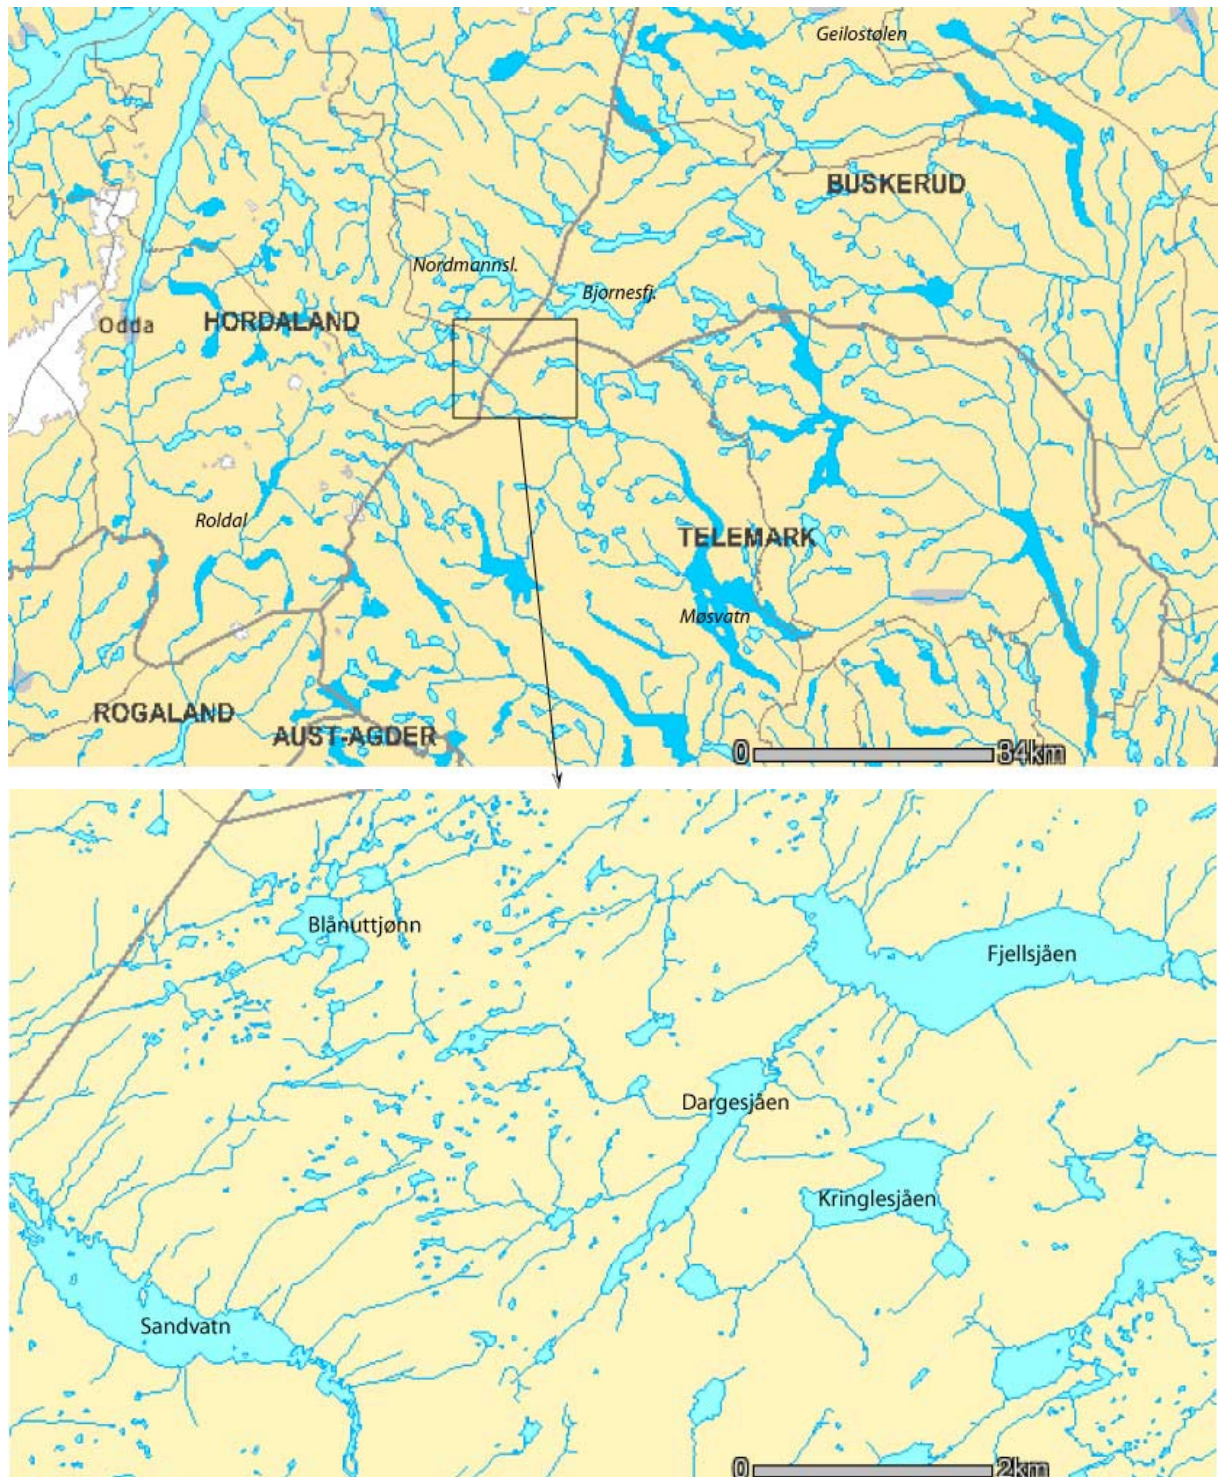 Geilostølen
BUSKERUD
Nordmannsl.
Bjornesfj.
Odda
HORDALAND
Roldal
TELEMARK
Møsvatn
ROGALAND
AUST-AGDER
0 34km
Blånuttjønn
Fjellsjåen
Dargesjåen
Kringlesjåen
Sandvatn
0 2km